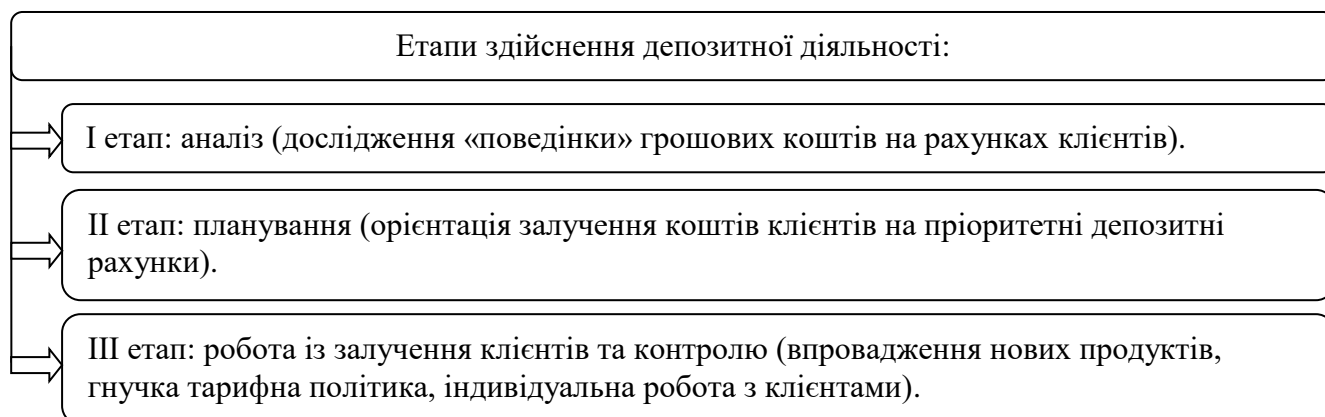 Етапи здійснення депозитної діяльності:
І етап: аналіз (дослідження «поведінки» грошових коштів на рахунках клієнтів).
ІІ етап: планування (орієнтація залучення коштів клієнтів на пріоритетні депозитні
рахунки).
ІІІ етап: робота із залучення клієнтів та контролю (впровадження нових продуктів,
гнучка тарифна політика, індивідуальна робота з клієнтами).